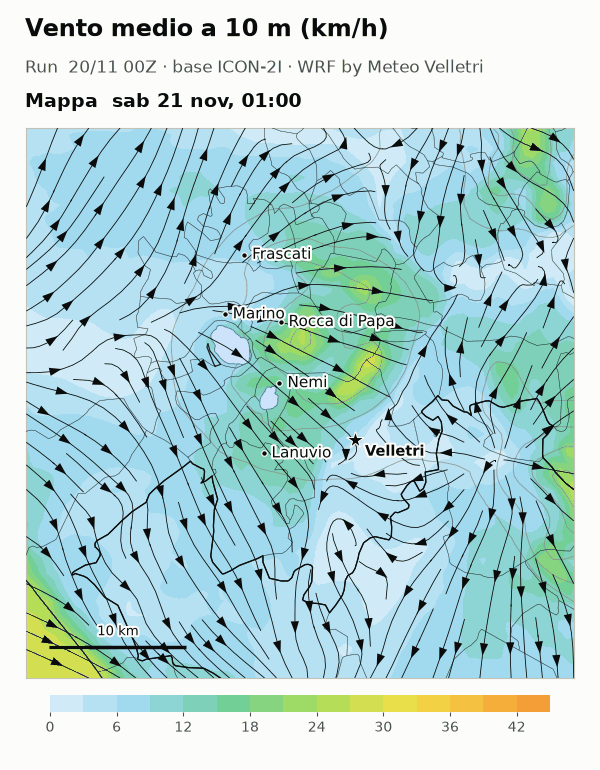 Vento medio a 10 m (km/h)
Run  20/11 00Z · base ICON-2I · WRF by Meteo Velletri
Mappa  sab 21 nov, 01:00
Frascati
Marino
Rocca di Papa
Nemi
Lanuvio
Velletri
10 km
0 6 12 18 24 30 36 42